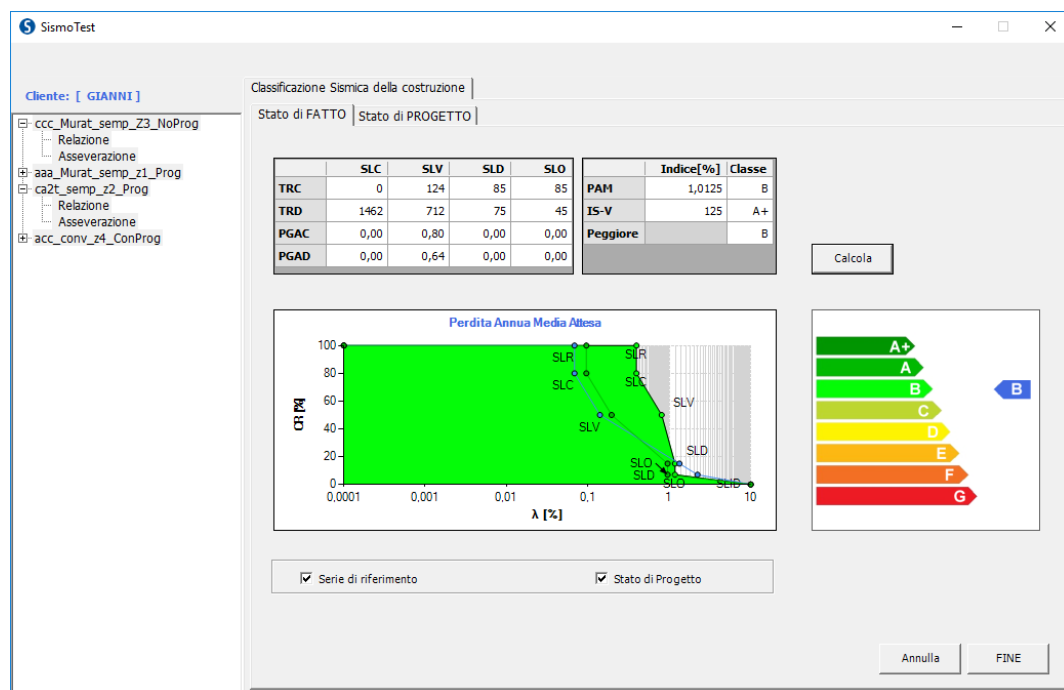 SismoTest
Cliente: [ GIANNI ]
ccc_Murat_semp_Z3_NoProg
Relazione
Asseverazione
aaa_Murat_semp_z1_Prog
ca2t_semp_z2_Prog
Relazione
Asseverazione
acc_conv_z4_ConProg
Classificazione Sismica della costruzione
Stato di FATTO Stato di PROGETTO
SLC SLV SLD SLO
TRC 0 124 85 85
TRD 1462 712 75 45
PGAC 0,00 0,80 0,00 0,00
PGAD 0,00 0,64 0,00 0,00
Indice[%] Classe
PAM 1,0125 B
IS-V 125 A+
Peggiore B
Calcola
Perdita Annua Media Attesa
CR [%]
100
80
60
40
20
0
SLR SLR
SLC SLC
SLV
SLV
SLD
SLO
SLD
SLO SLID
0,0001 0,001 0,01 0,1 1 10
λ [%]
A+
A
B
C
D
E
F
G
B
Serie di riferimento
Stato di Progetto
Annulla
FINE